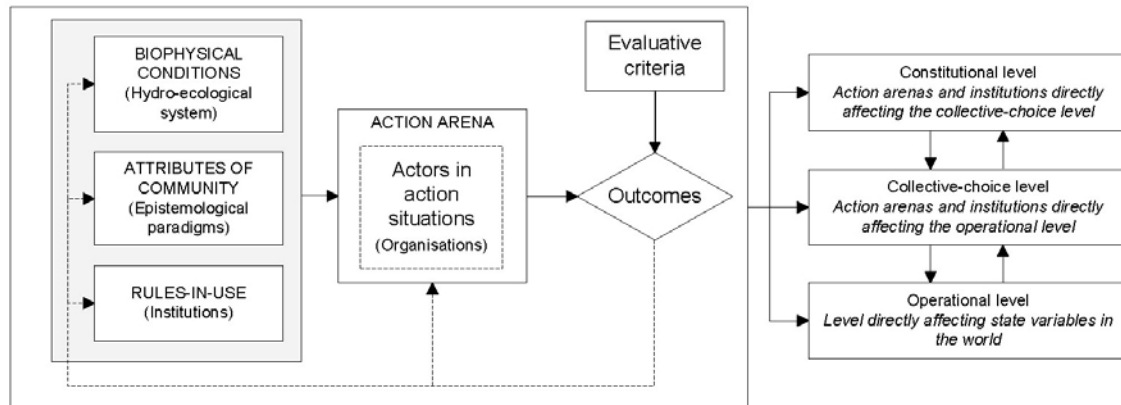 BIOPHYSICAL
CONDITIONS
(Hydro-ecological
system)
ATTRIBUTES OF
COMMUNITY
(Epistemological
paradigms)
RULES-IN-USE
(Institutions)
ACTION ARENA
Actors in
action
situations
(Organisations)
Evaluative
criteria
Outcomes
Constitutional level
Action arenas and institutions directly
affecting the collective-choice level
Collective-choice level
Action arenas and institutions directly
affecting the operational level
Operational level
Level directly affecting state variables in
the world